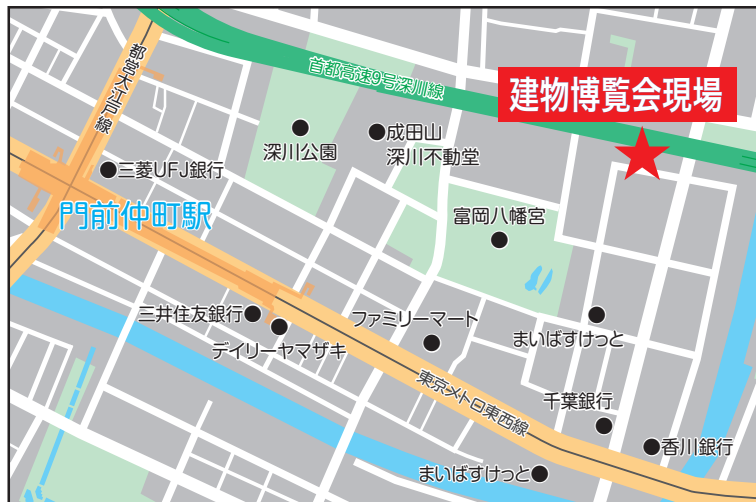 都営大江戸線
首都高速9号深川線
建物博覧会現場
深川公園
成田山
深川不動堂
三菱UFJ銀行
門前仲町駅
富岡八幡宮
三井住友銀行
デイリーヤマザキ
ファミリーマート
まいばすけっと
東京メトロ東西線
千葉銀行
香川銀行
まいばすけっと